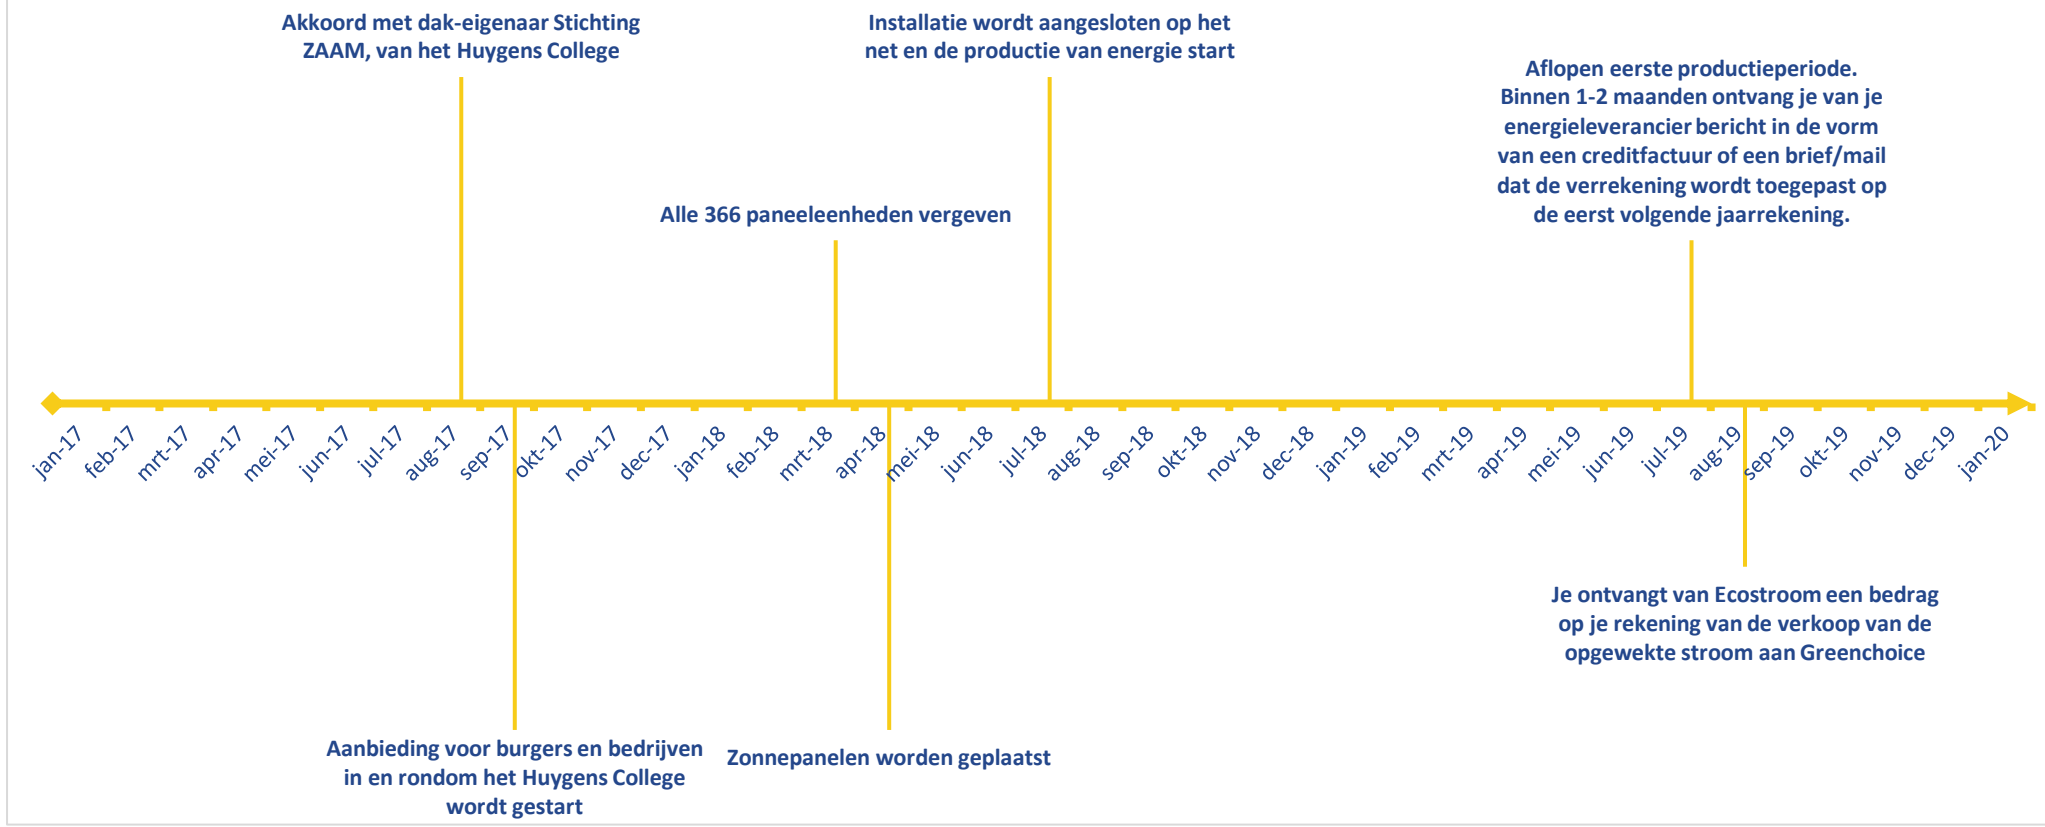 Akkoord met dak-eigenaar Stichting
ZAAM, van het Huygens College
Installatie wordt aangesloten op het
net en de productie van energie start
Aflopen eerste productieperiode.
Binnen 1-2 maanden ontvang je van je
energieleverancier bericht in de vorm
van een creditfactuur of een brief/mail
dat de verrekening wordt toegepast op
de eerst volgende jaarrekening.
Alle 366 paneeleenheden vergeven
jan-17
feb-17
mrt-17
apr-17
mei-17
jun-17
jul-17
aug-17
sep-17
okt-17
nov-17
dec-17
jan-18
feb-18
mrt-18
apr-18
mei-18
jun-18
jul-18
aug-18
sep-18
okt-18
nov-18
dec-18
jan-19
feb-19
mrt-19
apr-19
mei-19
jun-19
jul-19
aug-19
sep-19
okt-19
nov-19
dec-19
jan-20
Je ontvangt van Ecostroom een bedrag
op je rekening van de verkoop van de
opgewekte stroom aan Greenchoice
Aanbieding voor burgers en bedrijven
in en rondom het Huygens College
wordt gestart
Zonnepanelen worden geplaatst